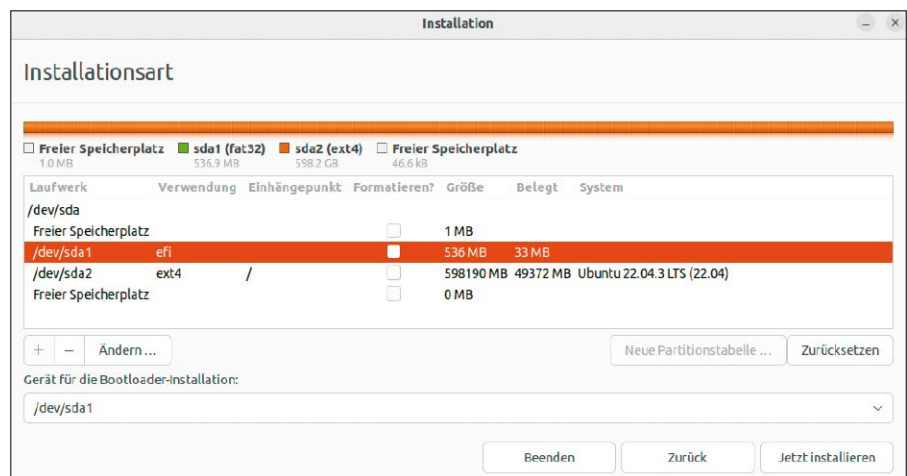 Installation
Installationsart
Freier Speicherplatz sda1 (fat32) sda2 (ext4) Freier Speicherplatz
1.0 MB 536.9 MB 598.2 GB 46.6 kB
Laufwerk Verwendung Einhängepunkt Formatieren? Größe Belegt System
/dev/sda
Freier Speicherplatz 1 MB
/dev/sda1 efi 536 MB 33 MB
/dev/sda2 ext4 / 598190 MB 49372 MB Ubuntu 22.04.3 LTS (22.04)
Freier Speicherplatz 0 MB
+ − Ändern ... Neue Partitionstabelle ... Zurücksetzen
Gerät für die Bootloader-Installation:
/dev/sda1
Beenden Zurück Jetzt installieren